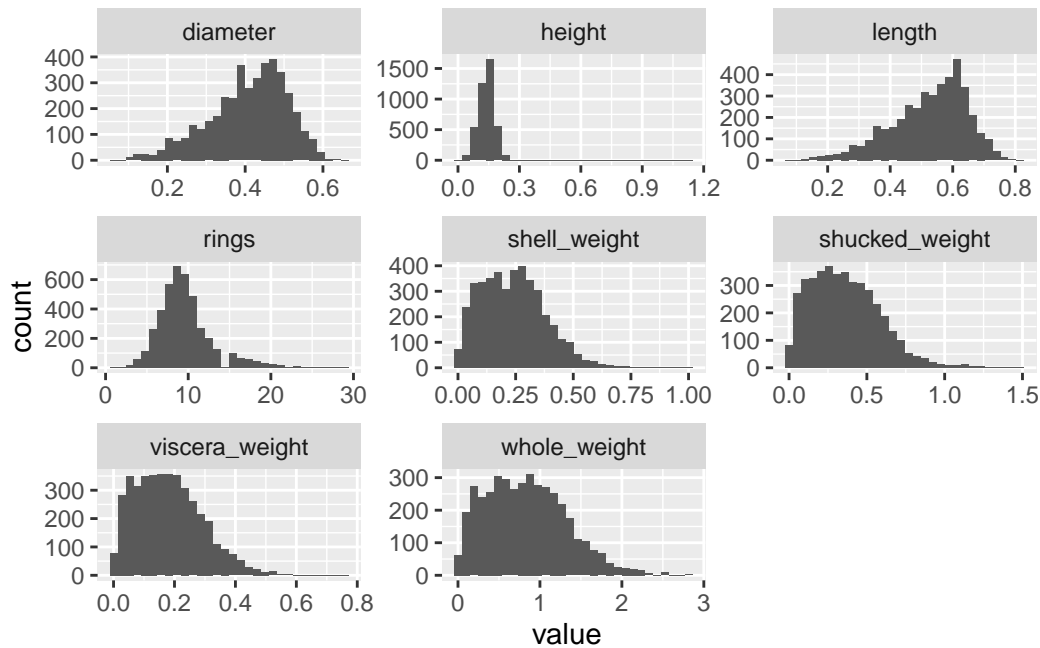 diameter
height
length
400
300
200
100
0
0.2 0.4 0.6
1500
1000
500
0
0.0 0.3 0.6 0.9 1.2
400
300
200
100
0
0.2 0.4 0.6 0.8
rings
shell_weight
shucked_weight
600
400
200
0
0 10 20 30
400
300
200
100
0
0.00 0.25 0.50 0.75 1.00
300
200
100
0
0.0 0.5 1.0 1.5
viscera_weight
whole_weight
300
200
100
0
0.0 0.2 0.4 0.6 0.8
300
200
100
0
0 1 2 3
count
value